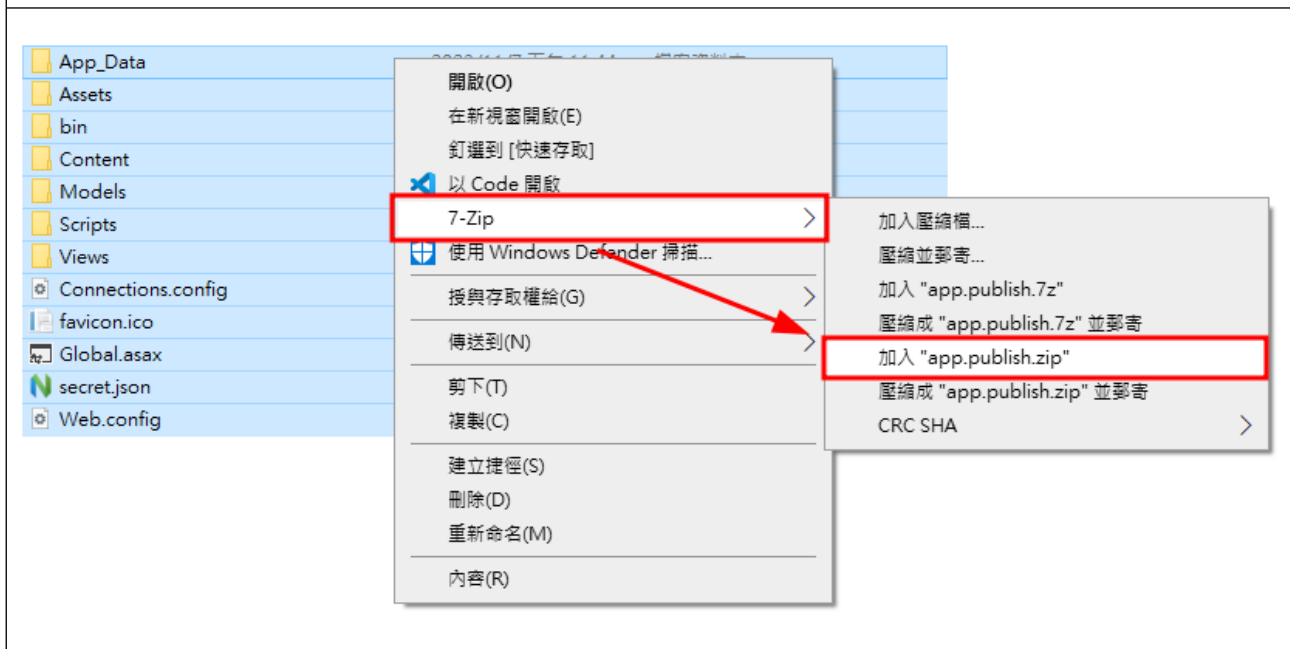 App_Data
Assets
bin
Content
Models
Scripts
Views
Connections.config
favicon.ico
Global.asax
secret.json
Web.config
開啟(O)
在新視窗開啟(E)
釘選到 [快速存取]
以 Code 開啟
7-Zip
使用 Windows Defender 掃描...
授與存取權給(G)
傳送到(N)
剪下(T)
複製(C)
建立捷徑(S)
刪除(D)
重新命名(M)
內容(R)
加入壓縮檔...
壓縮並郵寄...
加入 "app.publish.7z"
壓縮成 "app.publish.7z" 並郵寄
加入 "app.publish.zip"
壓縮成 "app.publish.zip" 並郵寄
CRC SHA